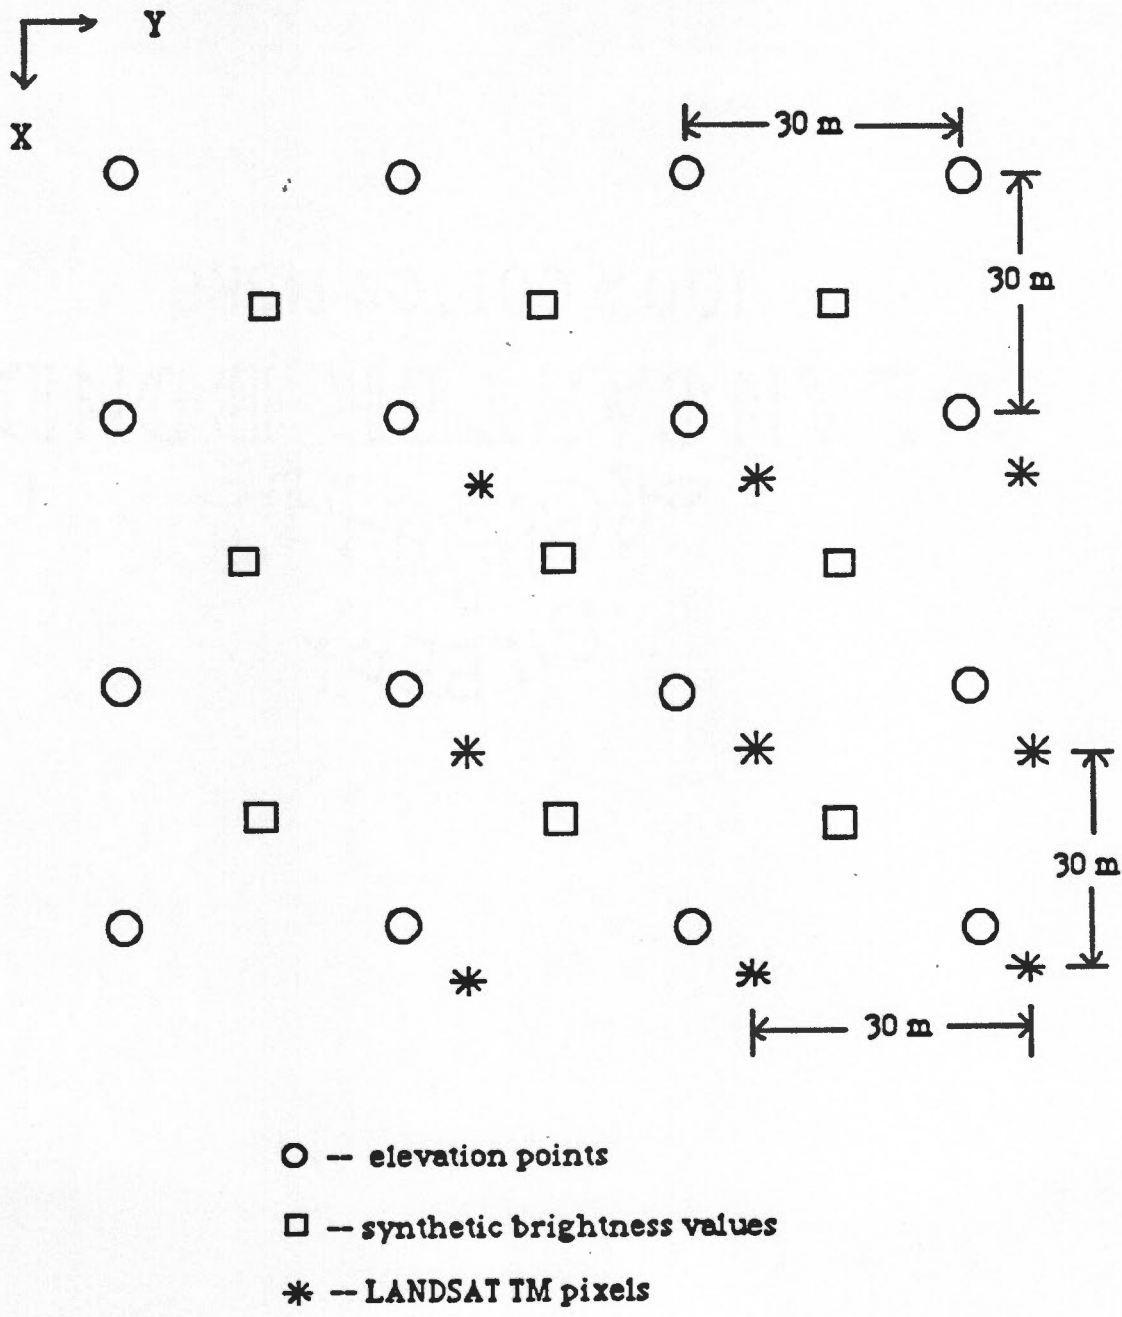 Y
X
30 m
30 m
30 m
30 m
○ -- elevation points
□ -- synthetic brightness values
✳ -- LANDSAT TM pixels